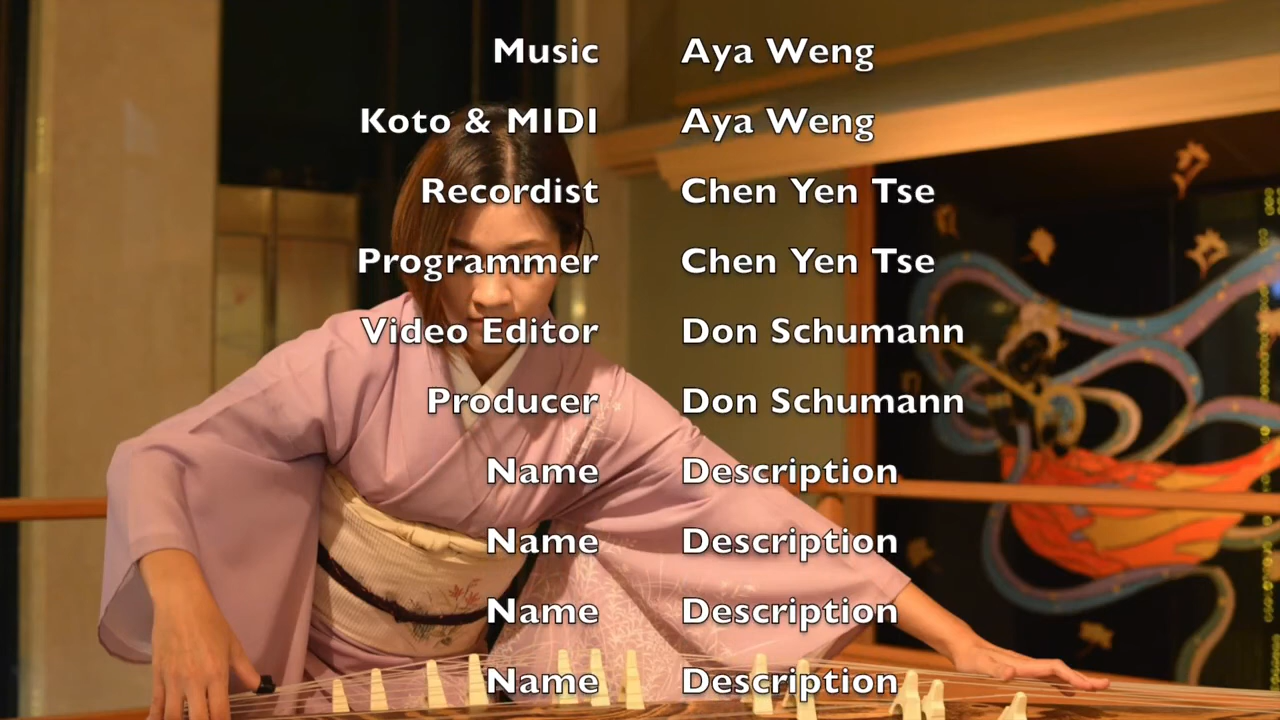 Music Aya Weng
Koto & MIDI Aya Weng
Recordist Chen Yen Tse
Programmer Chen Yen Tse
Video Editor Don Schumann
Producer Don Schumann
Name Description
Name Description
Name Description
Name Description